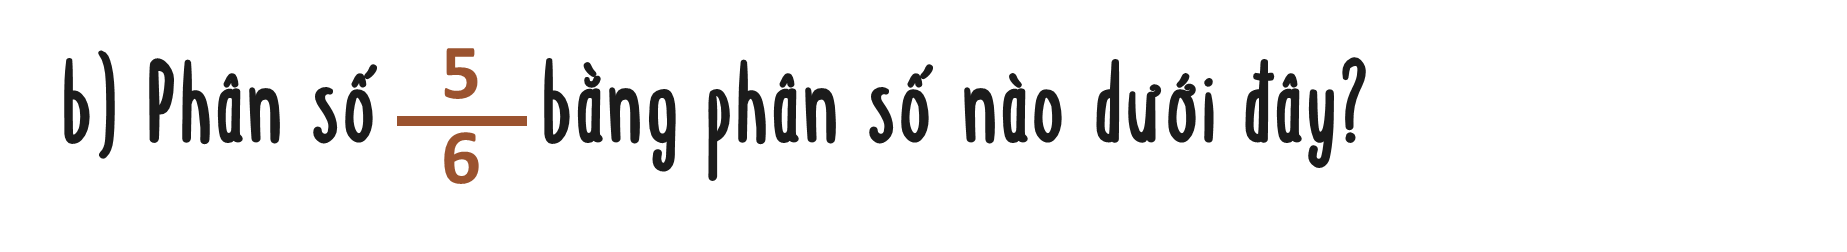 b) Phân số 5/6 bằng phân số nào dưới đây?